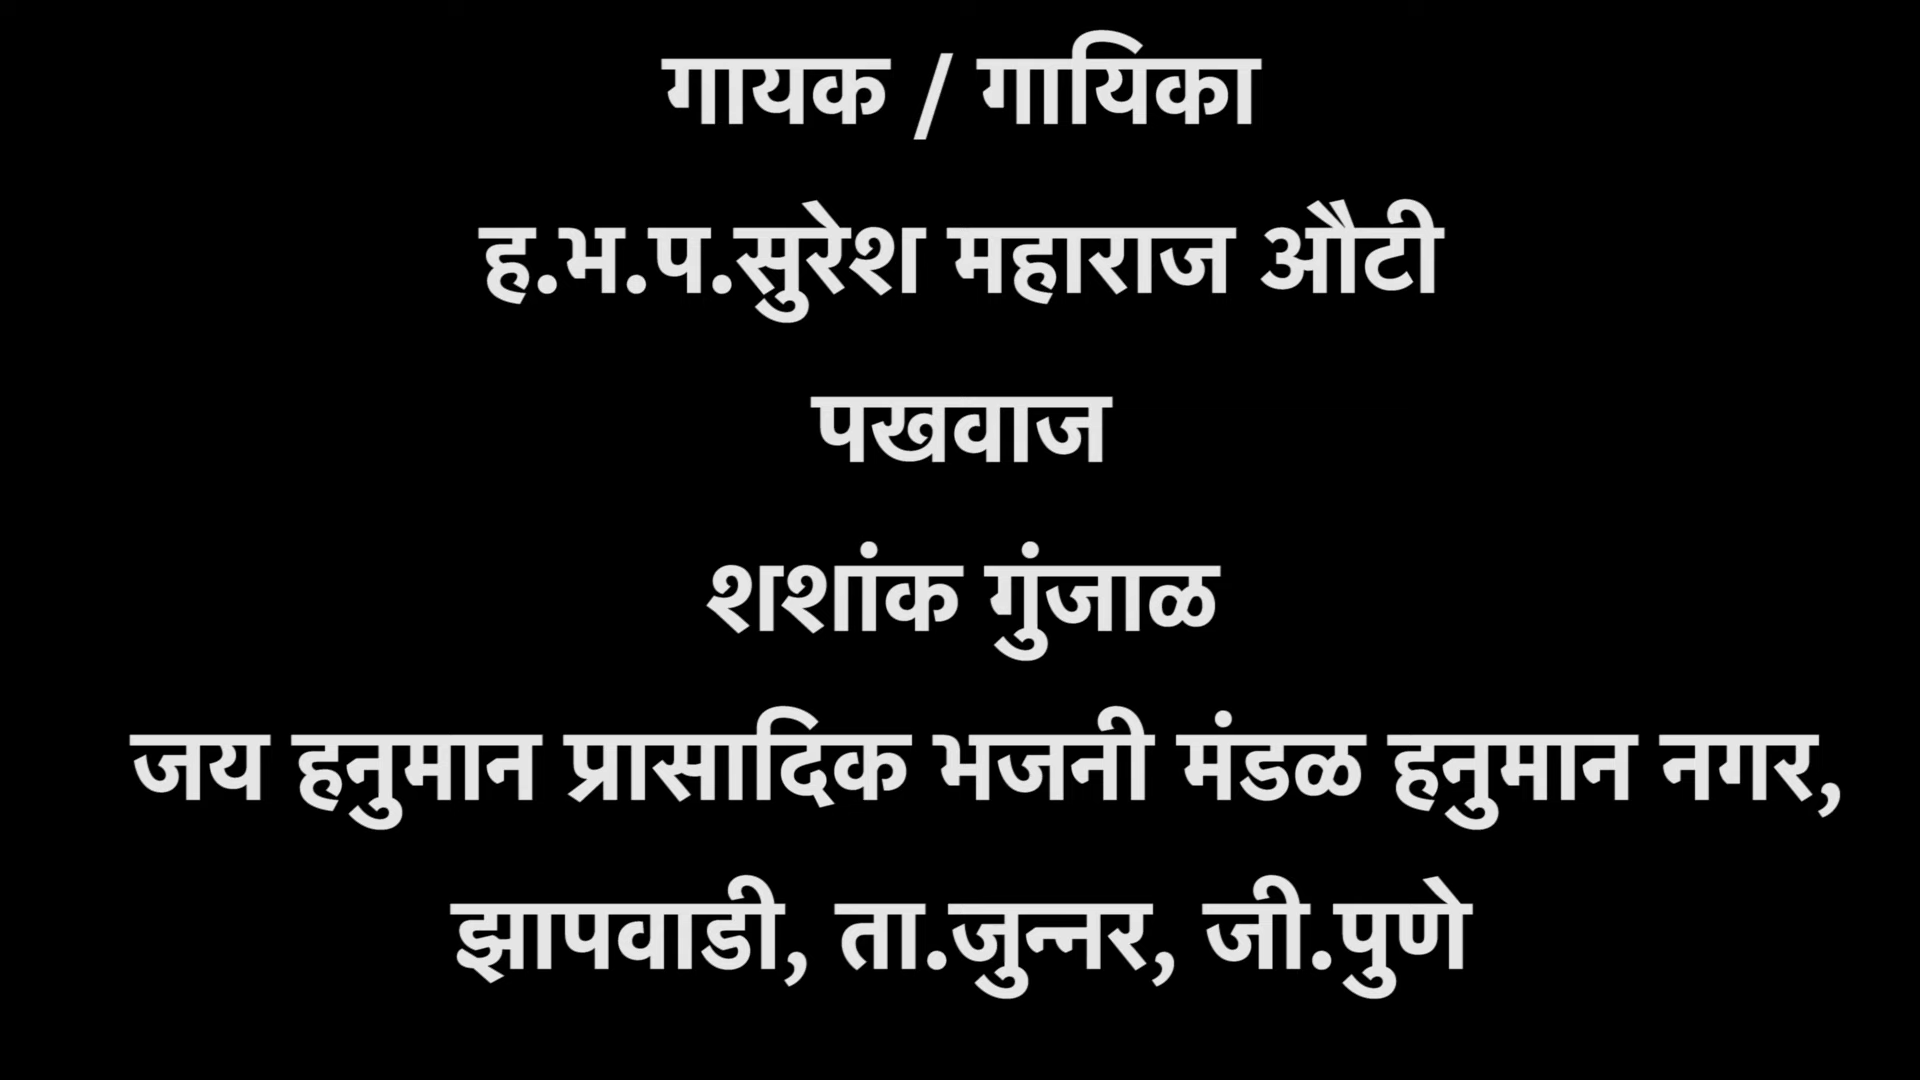 गायक / गायिका
ह.भ.प.सुरेश महाराज औटी
पखवाज
शशांक गुंजाळ
जय हनुमान प्रासादिक भजनी मंडळ हनुमान नगर,
झापवाडी, ता.जुन्नर, जी.पुणे